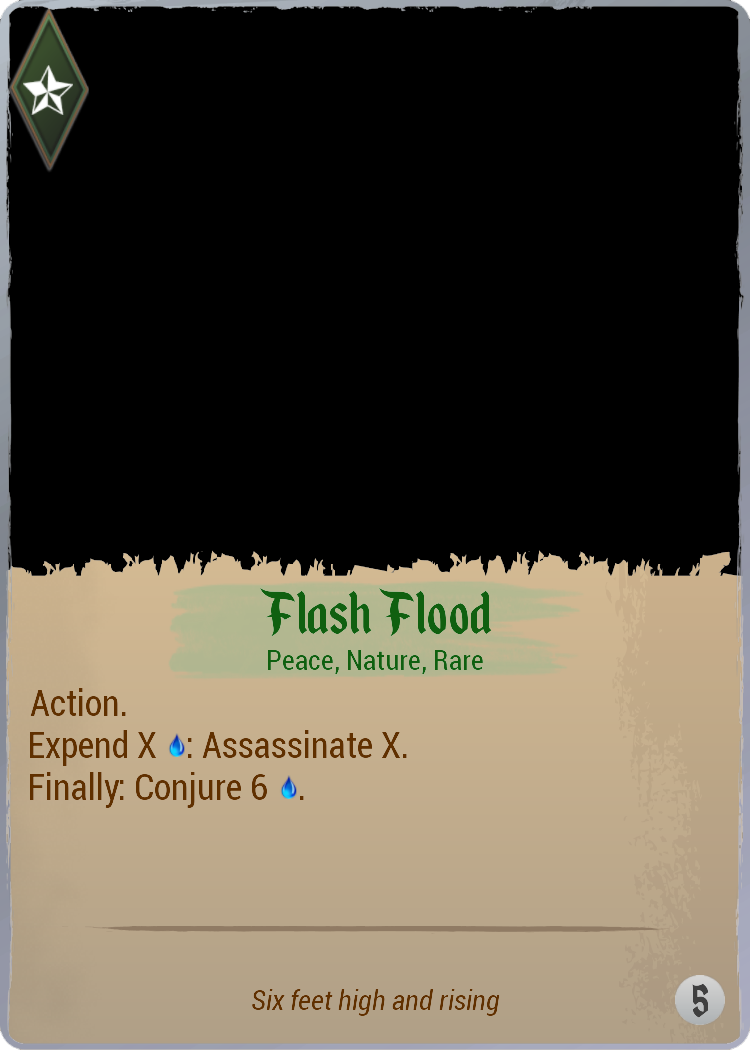 Flash Flood
Peace, Nature, Rare
Action.
Expend X 💧: Assassinate X.
Finally: Conjure 6 💧.
Six feet high and rising
5